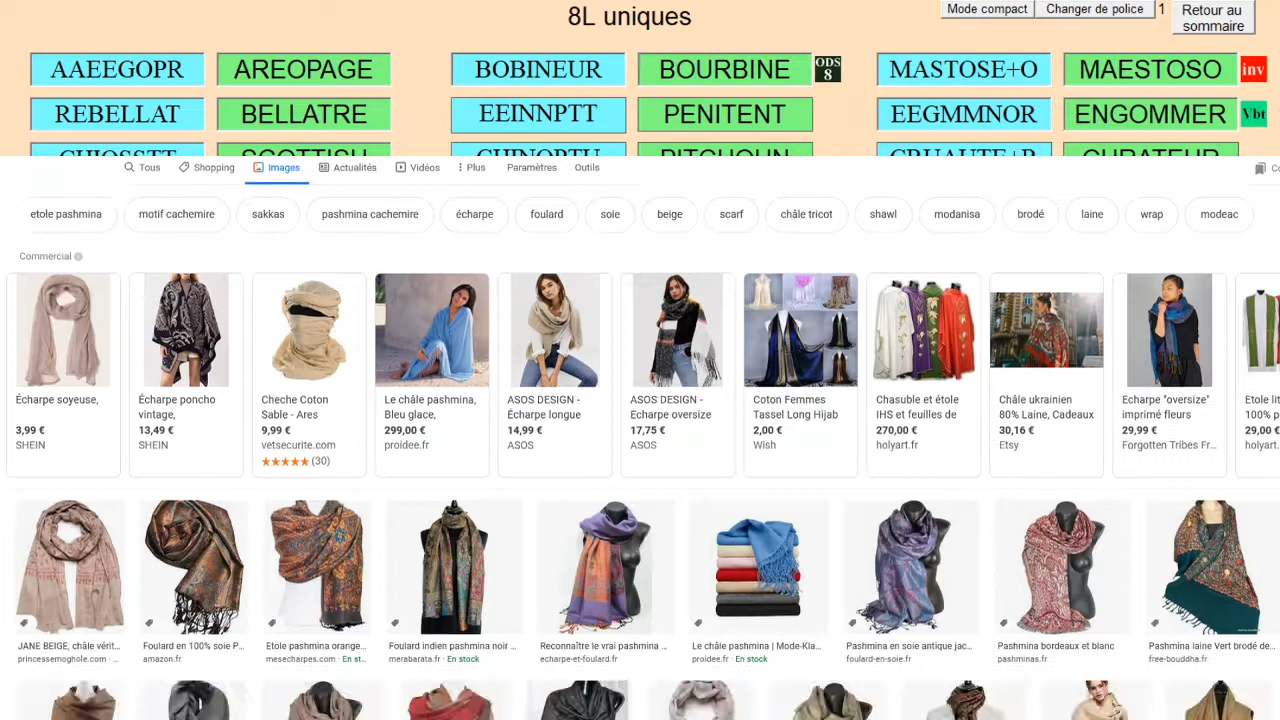 8L uniques
Mode compact
Changer de police
1
Retour au
sommaire
AAEEGOPR
AREOPAGE
BOBINEUR
BOURBINE
ODS
8
MASTOSE+O
MAESTOSO
inv
REBELLAT
BELLATRE
EEINNPTT
PENITENT
EEGMMNOR
ENGOMMER
Vbt
Tous
Shopping
Images
Actualités
Vidéos
Plus
Paramètres
Outils
etole pashmina
motif cachemire
sakkas
pashmina cachemire
écharpe
foulard
soie
beige
scarf
châle tricot
shawl
modanisa
brodé
laine
wrap
modeac
Commercial
Écharpe soyeuse,
3,99 €
SHEIN
Écharpe poncho
vintage,
13,49 €
SHEIN
Cheche Coton
Sable - Ares
9,99 €
vetsecurite.com
★★★★★ (30)
Le châle pashmina,
Bleu glace,
299,00 €
proidee.fr
ASOS DESIGN -
Écharpe longue
14,99 €
ASOS
ASOS DESIGN -
Echarpe oversize
17,75 €
ASOS
Coton Femmes
Tassel Long Hijab
2,00 €
Wish
Chasuble et étole
IHS et feuilles de
270,00 €
holyart.fr
Châle ukrainien
80% Laine, Cadeaux
30,16 €
Etsy
Echarpe "oversize"
imprimé fleurs
29,99 €
Forgotten Tribes Fr...
Etole lit
100% p
29,00 €
holyart.
JANE BEIGE, châle vérit...
princessemoghole.com · ...
Foulard en 100% soie P...
amazon.fr
Etole pashmina orange...
mesecharpes.com · En st...
Foulard indien pashmina noir ...
merabarata.fr · En stock
Reconnaître le vrai pashmina ...
echarpe-et-foulard.fr
Le châle pashmina | Mode-Kla...
proidee.fr · En stock
Pashmina en soie antique jac...
foulard-en-soie.fr
Pashmina bordeaux et blanc
pashminas.fr
Pashmina laine Vert brodé de...
free-bouddha.fr